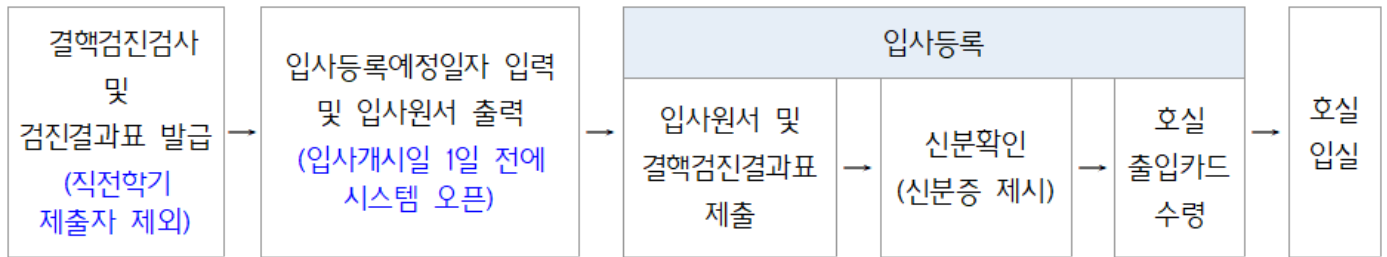 결핵검진검사
및
검진결과표 발급
(직전학기
제출자 제외)
→
입사등록예정일자 입력
및 입사원서 출력
(입사개시일 1일 전에
시스템 오픈)
→
입사등록
입사원서 및
결핵검진결과표
제출
→
신분확인
(신분증 제시)
→
호실
출입카드
수령
→
호실
입실